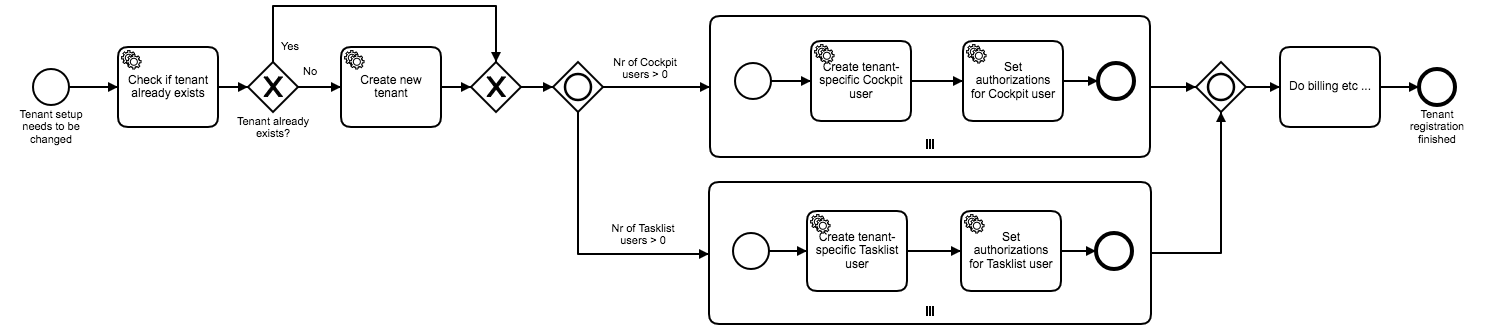 Tenant setup
needs to be
changed
Check if tenant
already exists
Yes
No
Tenant already
exists?
Create new
tenant
Nr of Cockpit
users > 0
Create tenant-
specific Cockpit
user
Set
authorizations
for Cockpit user
Nr of Tasklist
users > 0
Create tenant-
specific Tasklist
user
Set
authorizations
for Tasklist user
Do billing etc ...
Tenant
registration
finished